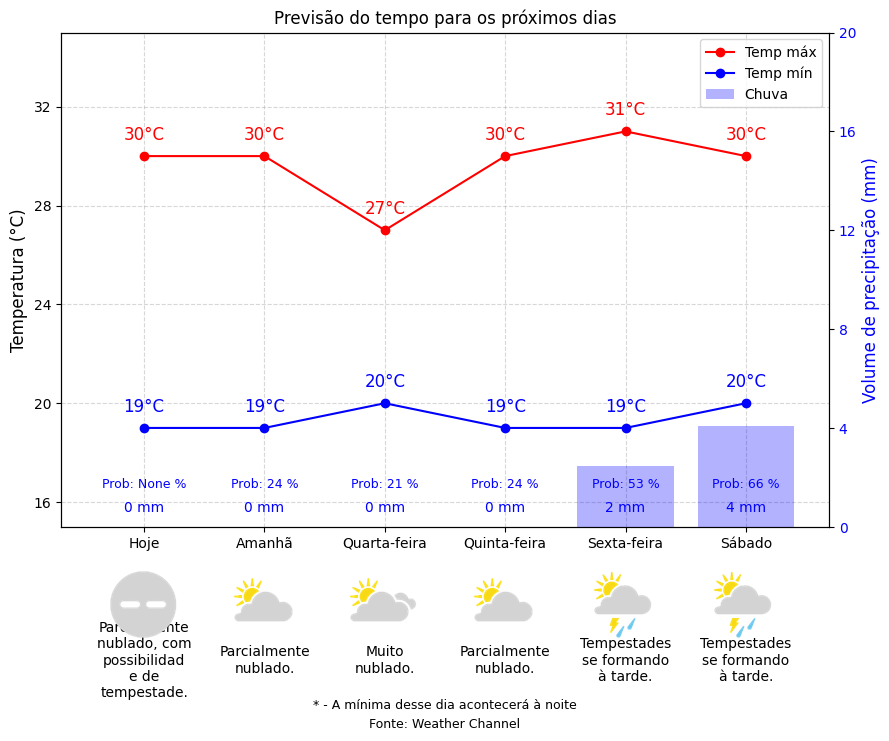 Previsão do tempo para os próximos dias
Temp máx
Temp mín
Chuva
Temperatura (°C)
Volume de precipitação (mm)
32
28
24
20
16
20
16
12
8
4
0
30°C 30°C 27°C 30°C 31°C 30°C
19°C 19°C 20°C 19°C 19°C 20°C
Prob: None % Prob: 24 % Prob: 21 % Prob: 24 % Prob: 53 % Prob: 66 %
0 mm 0 mm 0 mm 0 mm 2 mm 4 mm
Hoje Amanhã Quarta-feira Quinta-feira Sexta-feira Sábado
Parcialmente
nublado, com
possibilidad
e de
tempestade.
Parcialmente
nublado.
Muito
nublado.
Parcialmente
nublado.
Tempestades
se formando
à tarde.
Tempestades
se formando
à tarde.
* - A mínima desse dia acontecerá à noite
Fonte: Weather Channel